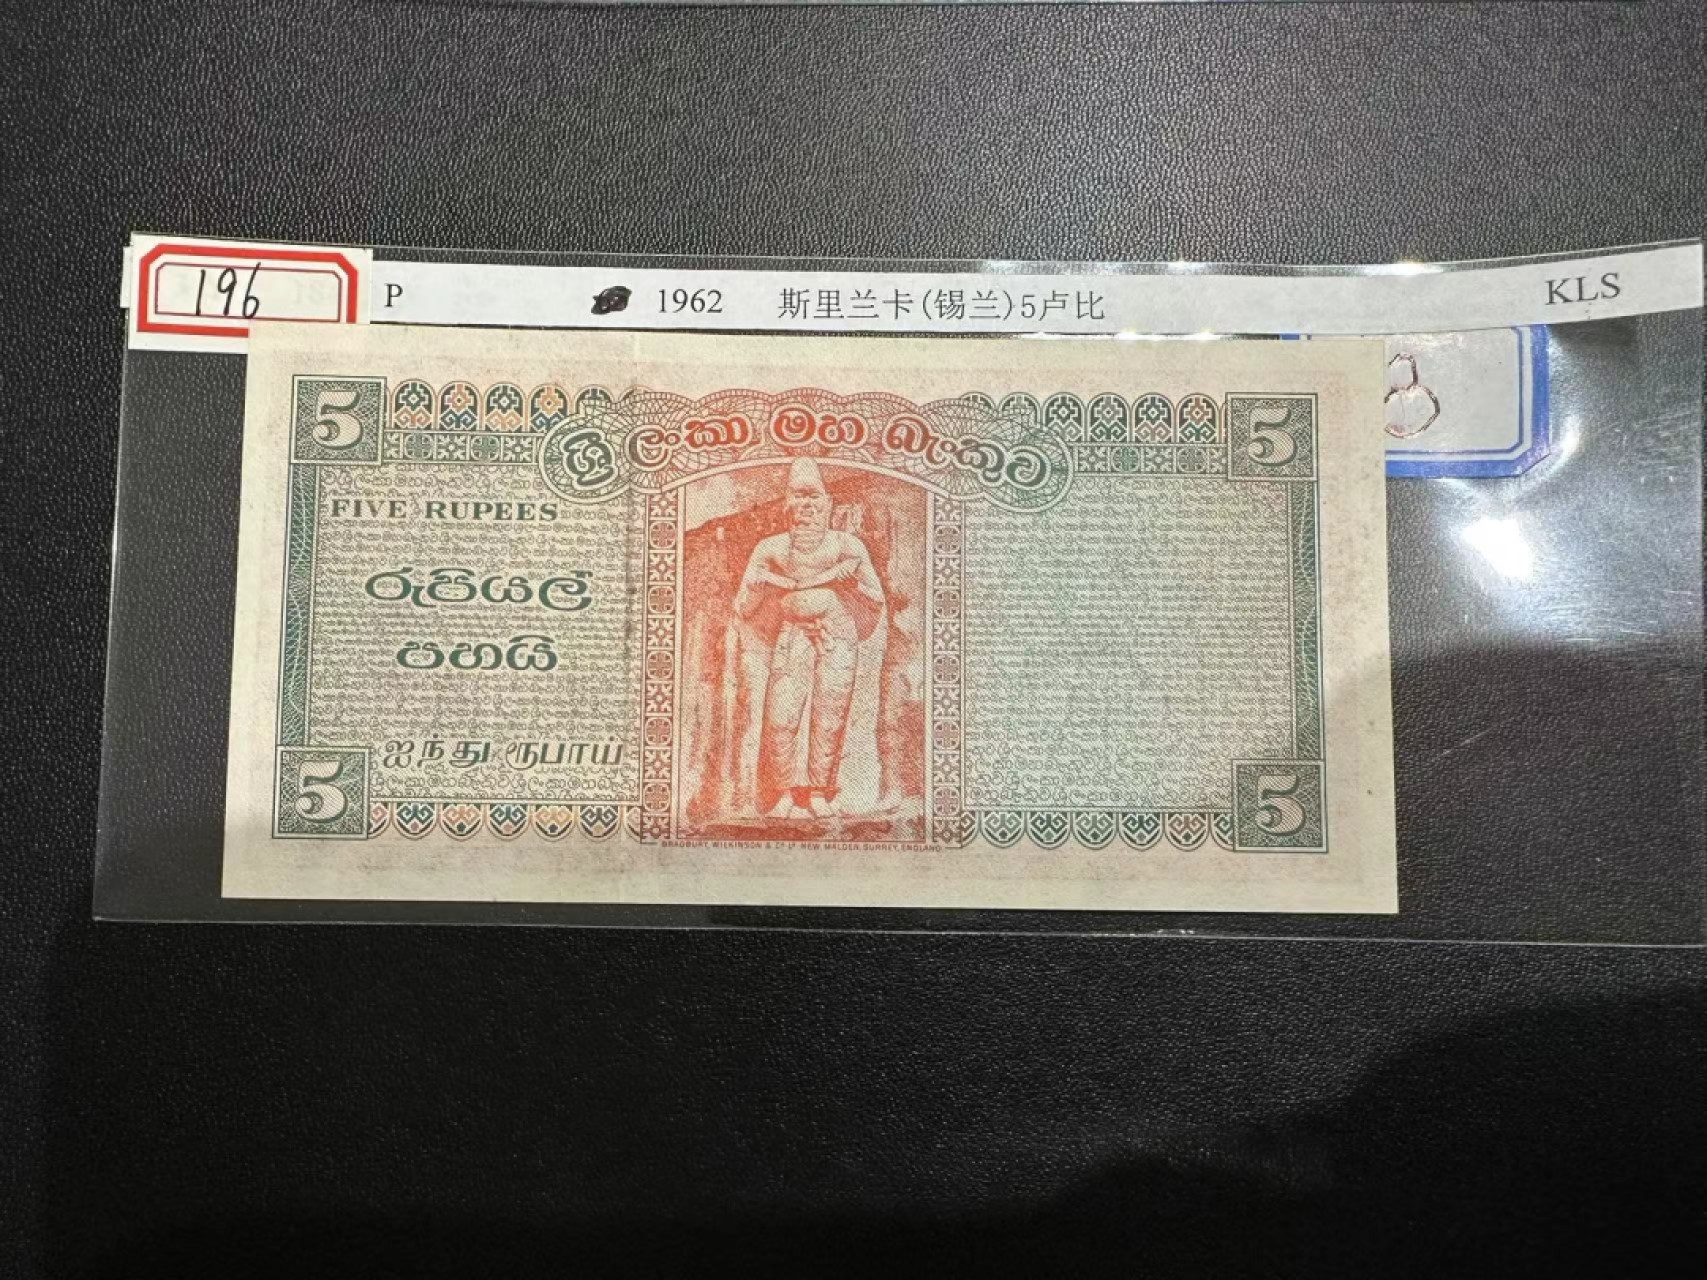 196
P 1962 斯里兰卡(锡兰)5卢比 KLS
8
5 5
ශ්‍රී ලංකා මහ බැංකුව
FIVE RUPEES
රුපියල්
පහයි
ஐந்து ரூபாய்
5 5
BRADBURY, WILKINSON & Cº Lº NEW MALDEN, SURREY, ENGLAND